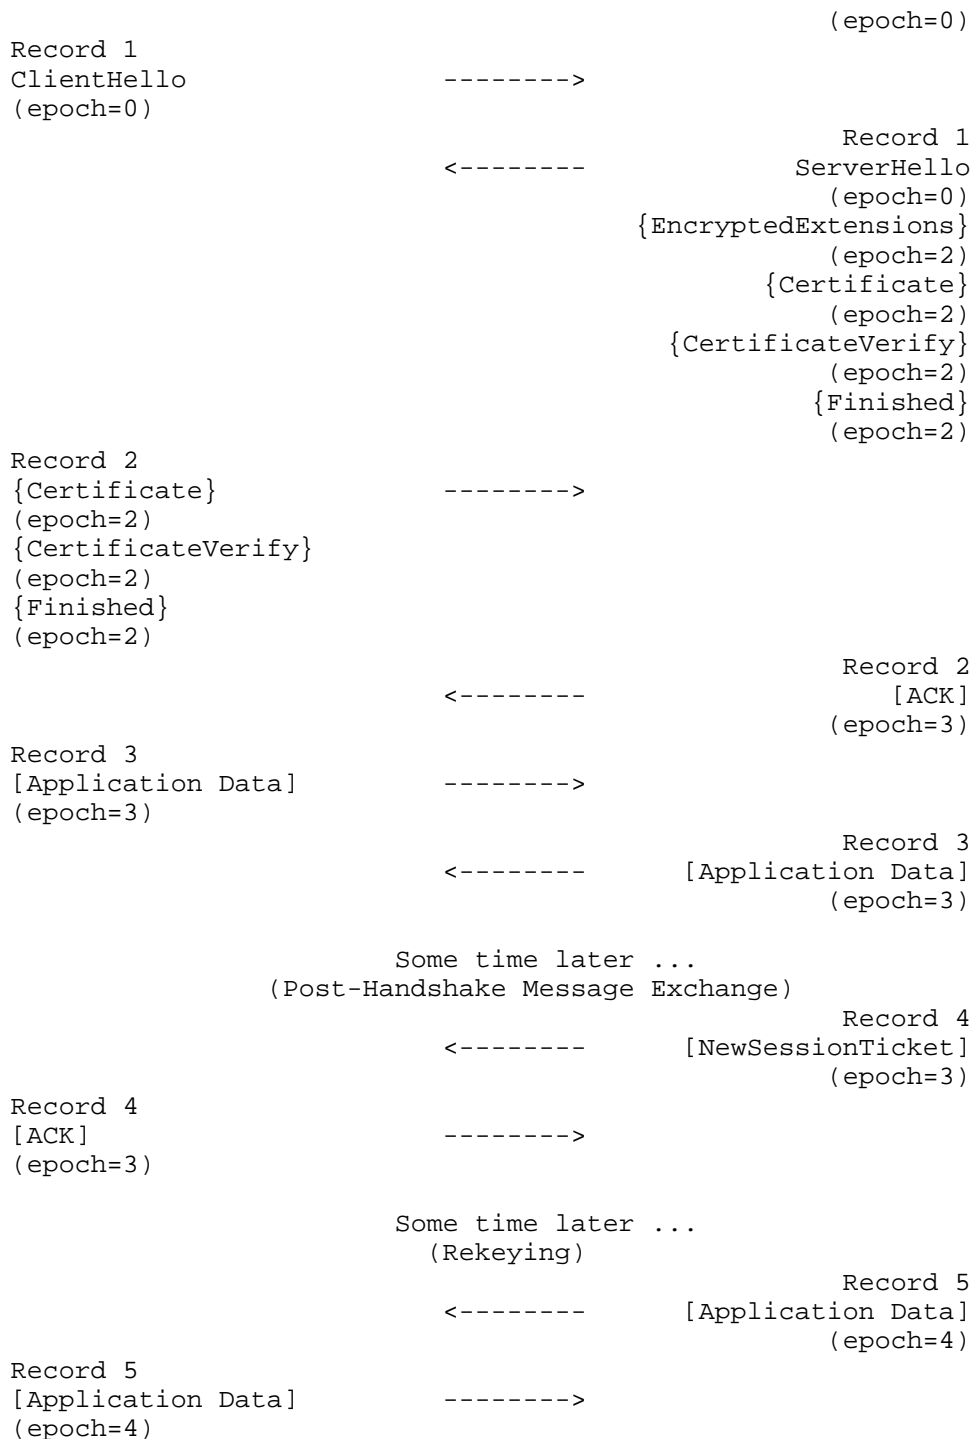 (epoch=0)
Record 1
ClientHello -------->
(epoch=0)
Record 1
<-------- ServerHello
(epoch=0)
{EncryptedExtensions}
(epoch=2)
{Certificate}
(epoch=2)
{CertificateVerify}
(epoch=2)
{Finished}
(epoch=2)
Record 2
{Certificate} -------->
(epoch=2)
{CertificateVerify}
(epoch=2)
{Finished}
(epoch=2)
Record 2
<-------- [ACK]
(epoch=3)
Record 3
[Application Data] -------->
(epoch=3)
Record 3
<-------- [Application Data]
(epoch=3)
Some time later ...
(Post-Handshake Message Exchange)
Record 4
<-------- [NewSessionTicket]
(epoch=3)
Record 4
[ACK] -------->
(epoch=3)
Some time later ...
(Rekeying)
Record 5
<-------- [Application Data]
(epoch=4)
Record 5
[Application Data] -------->
(epoch=4)